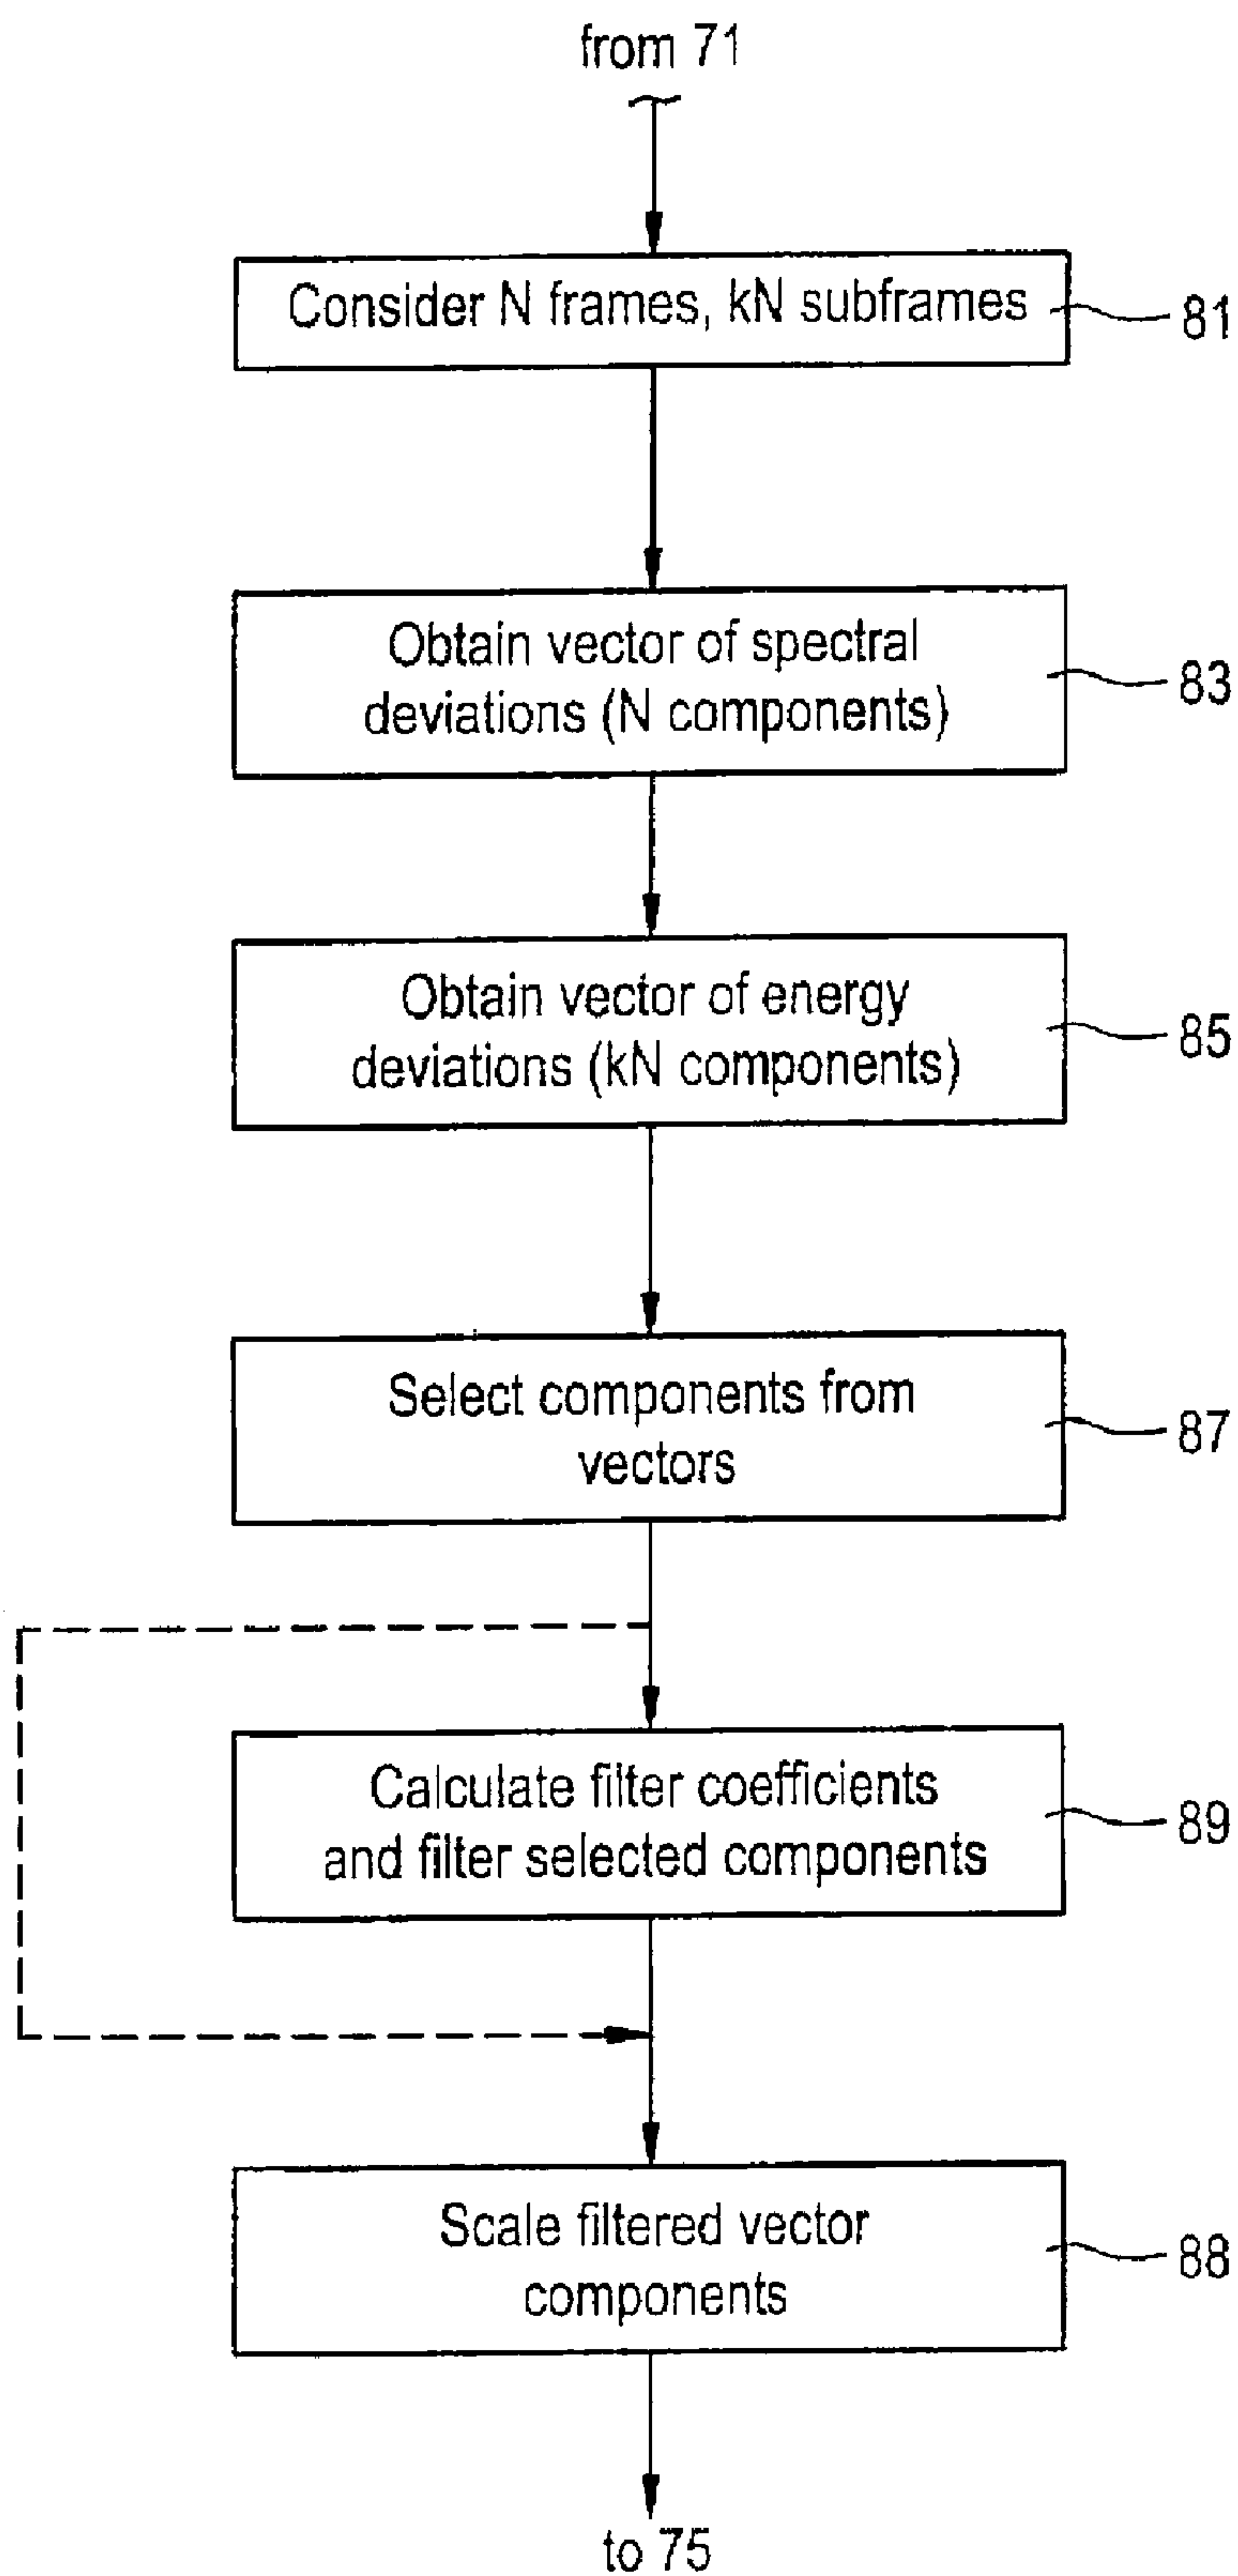 from 71
Consider N frames, kN subframes
81
Obtain vector of spectral
deviations (N components)
83
Obtain vector of energy
deviations (kN components)
85
Select components from
vectors
87
Calculate filter coefficients
and filter selected components
89
Scale filtered vector
components
88
to 75